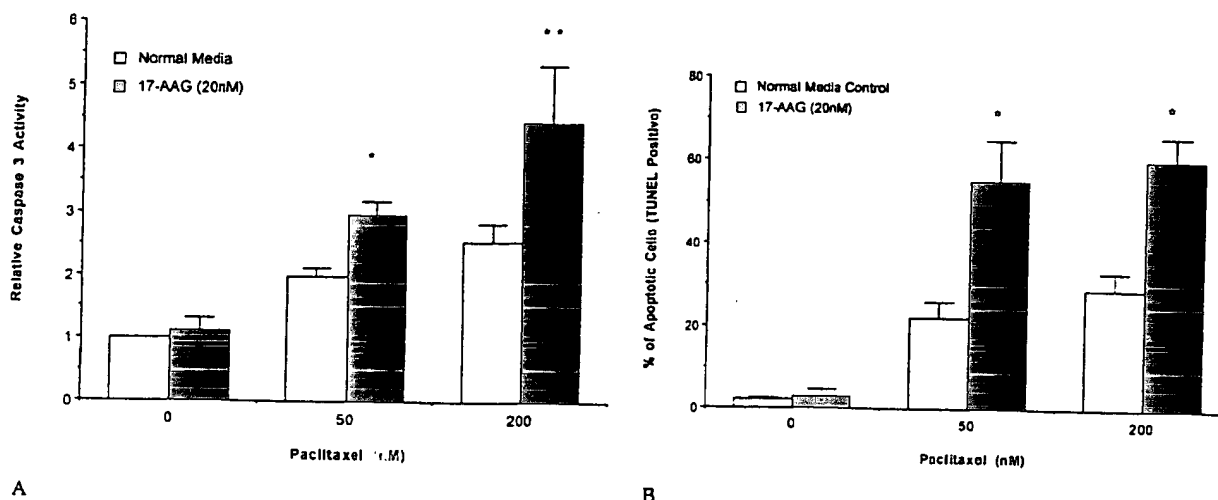 6
5
4
3
2
1
0
Relative Caspase 3 Activity
Normal Media
17-AAG (20nM)
*
**
0
50
200
Paclitaxel
A
80
60
40
20
0
% of Apoptotic Cells (TUNEL Positive)
Normal Media Control
17-AAG (20nM)
*
*
0
50
200
Paclitaxel (nM)
B